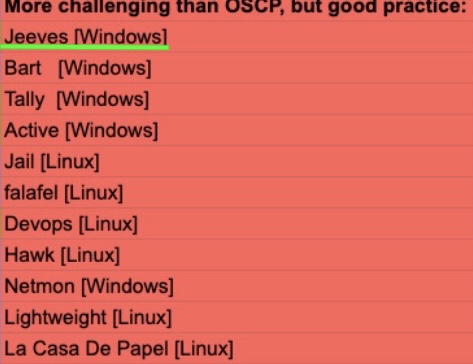 More challenging than OSCP, but good practice:
Jeeves [Windows]
Bart [Windows]
Tally [Windows]
Active [Windows]
Jail [Linux]
falafel [Linux]
Devops [Linux]
Hawk [Linux]
Netmon [Windows]
Lightweight [Linux]
La Casa De Papel [Linux]